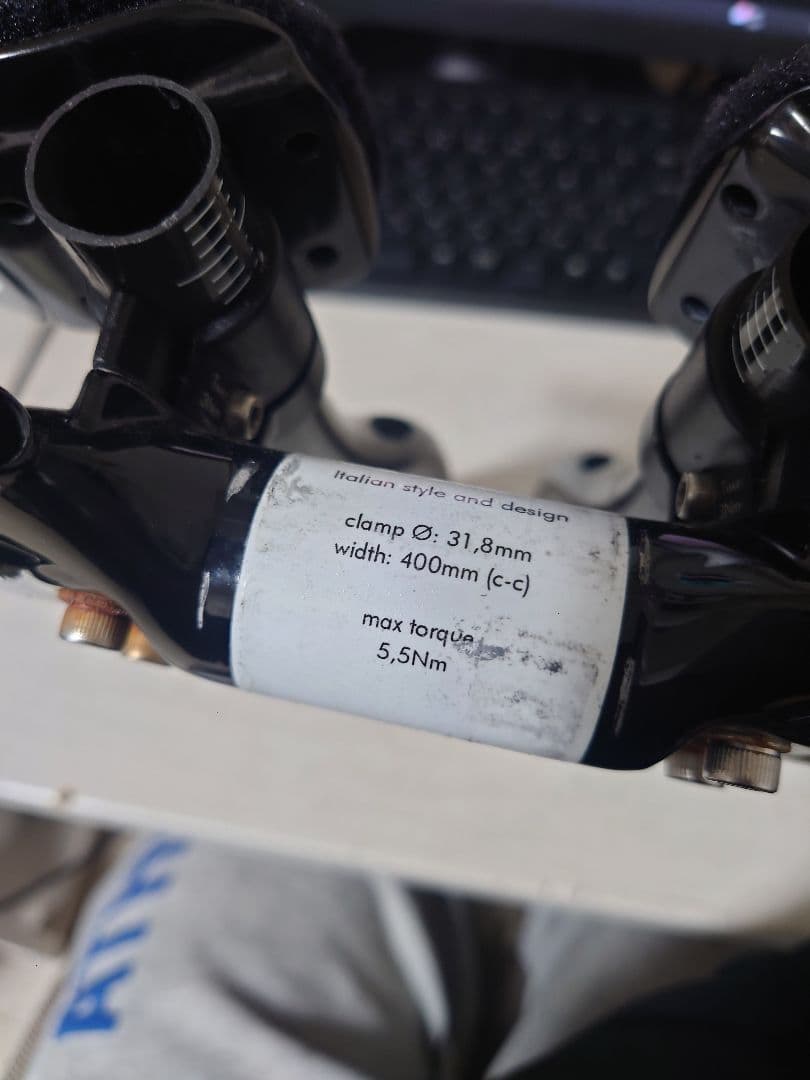 Italian style and design
clamp Ø: 31,8mm
width: 400mm (c-c)
max torque
5,5Nm